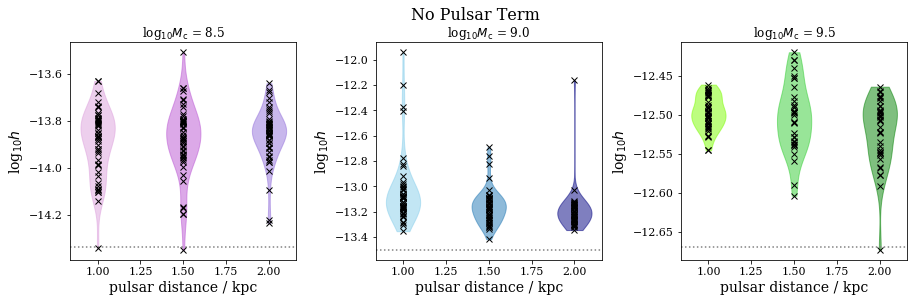 No Pulsar Term
log₁₀M_c = 8.5
log₁₀h
−13.6
−13.8
−14.0
−14.2
1.00 1.25 1.50 1.75 2.00
pulsar distance / kpc
log₁₀M_c = 9.0
log₁₀h
−12.0
−12.2
−12.4
−12.6
−12.8
−13.0
−13.2
−13.4
1.00 1.25 1.50 1.75 2.00
pulsar distance / kpc
log₁₀M_c = 9.5
log₁₀h
−12.45
−12.50
−12.55
−12.60
−12.65
1.00 1.25 1.50 1.75 2.00
pulsar distance / kpc